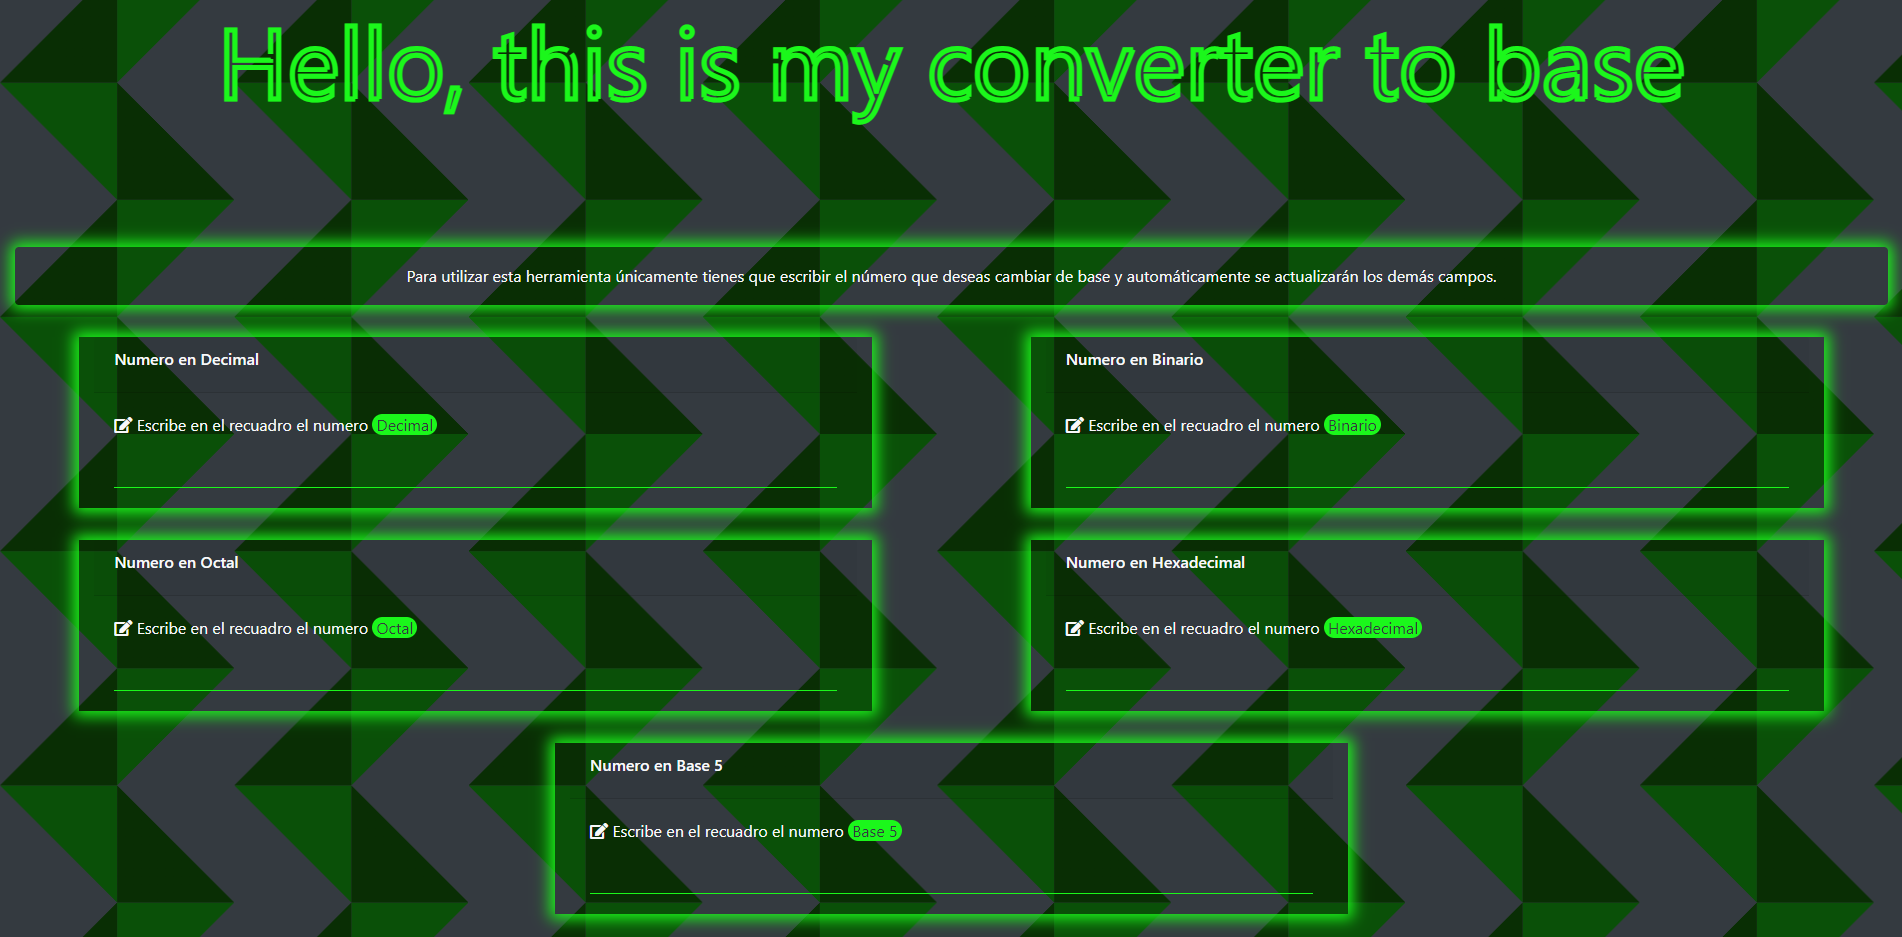 Hello, this is my converter to base
Para utilizar esta herramienta únicamente tienes que escribir el número que deseas cambiar de base y automáticamente se actualizarán los demás campos.
Numero en Decimal
Escribe en el recuadro el numero Decimal
Numero en Binario
Escribe en el recuadro el numero Binario
Numero en Octal
Escribe en el recuadro el numero Octal
Numero en Hexadecimal
Escribe en el recuadro el numero Hexadecimal
Numero en Base 5
Escribe en el recuadro el numero Base 5